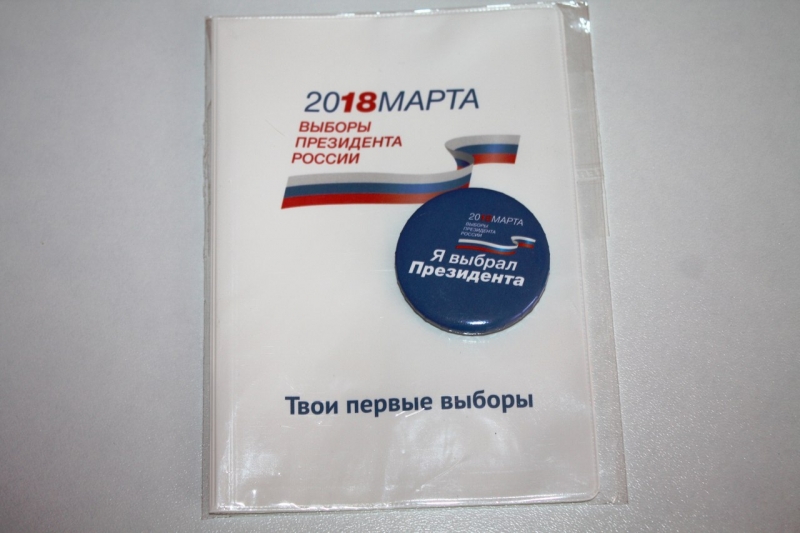 2018МАРТА
ВЫБОРЫ
ПРЕЗИДЕНТА
РОССИИ
2018МАРТА
ВЫБОРЫ
ПРЕЗИДЕНТА
РОССИИ
Я выбрал
Президента
Твои первые выборы